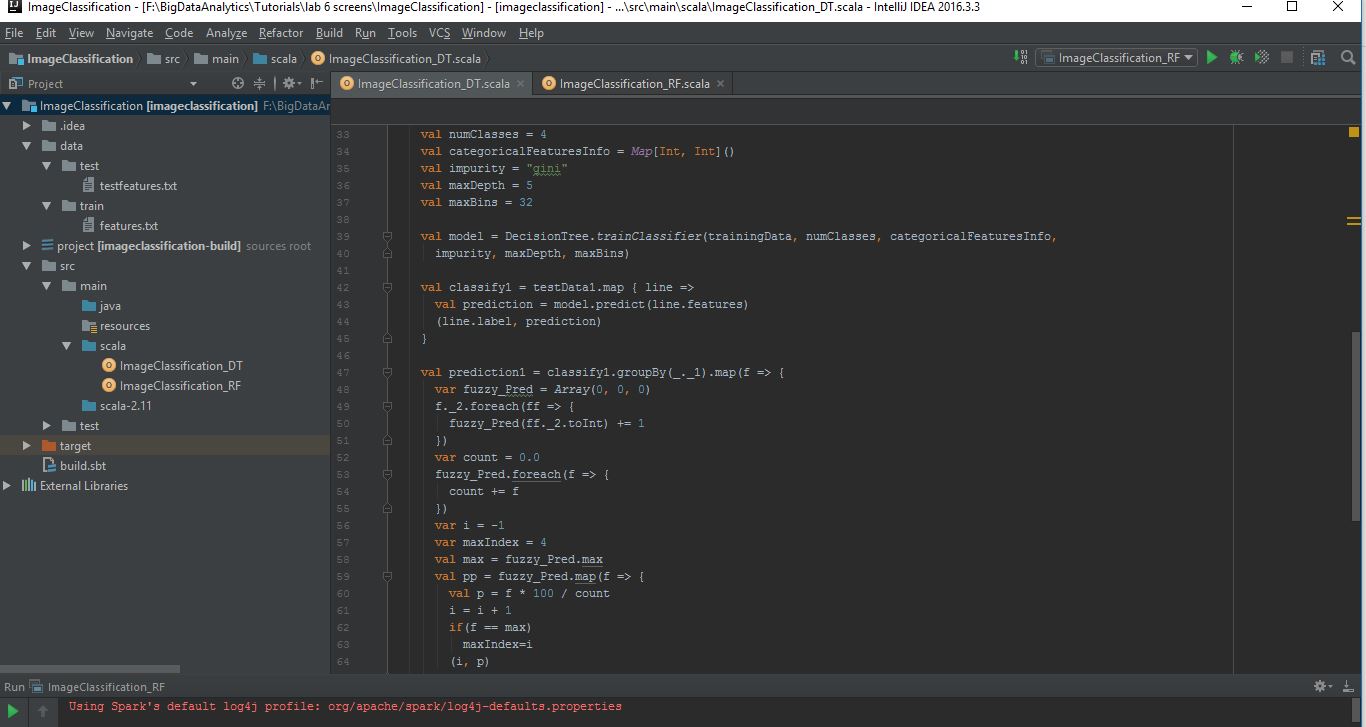 ImageClassification - [F:\BigDataAnalytics\Tutorials\lab 6 screens\ImageClassification] - [imageclassification] - ...\src\main\scala\ImageClassification_DT.scala - IntelliJ IDEA 2016.3.3
File Edit View Navigate Code Analyze Refactor Build Run Tools VCS Window Help
ImageClassification src main scala ImageClassification_DT.scala ImageClassification_RF
Project ImageClassification_DT.scala ImageClassification_RF.scala
ImageClassification [imageclassification] F:\BigDataAr
.idea
data
test
testfeatures.txt
train
features.txt
project [imageclassification-build] sources root
src
main
java
resources
scala
ImageClassification_DT
ImageClassification_RF
scala-2.11
test
target
build.sbt
External Libraries
33 val numClasses = 4
34 val categoricalFeaturesInfo = Map[Int, Int]()
35 val impurity = "gini"
36 val maxDepth = 5
37 val maxBins = 32
38
39 val model = DecisionTree.trainClassifier(trainingData, numClasses, categoricalFeaturesInfo,
40 impurity, maxDepth, maxBins)
41
42 val classify1 = testData1.map { line =>
43 val prediction = model.predict(line.features)
44 (line.label, prediction)
45 }
46
47 val prediction1 = classify1.groupBy(_._1).map(f => {
48 var fuzzy_Pred = Array(0, 0, 0)
49 f._2.foreach(ff => {
50 fuzzy_Pred(ff._2.toInt) += 1
51 })
52 var count = 0.0
53 fuzzy_Pred.foreach(f => {
54 count += f
55 })
56 var i = -1
57 var maxIndex = 4
58 val max = fuzzy_Pred.max
59 val pp = fuzzy_Pred.map(f => {
60 val p = f * 100 / count
61 i = i + 1
62 if(f == max)
63 maxIndex=i
64 (i, p)
Run ImageClassification_RF
Using Spark's default log4j profile: org/apache/spark/log4j-defaults.properties